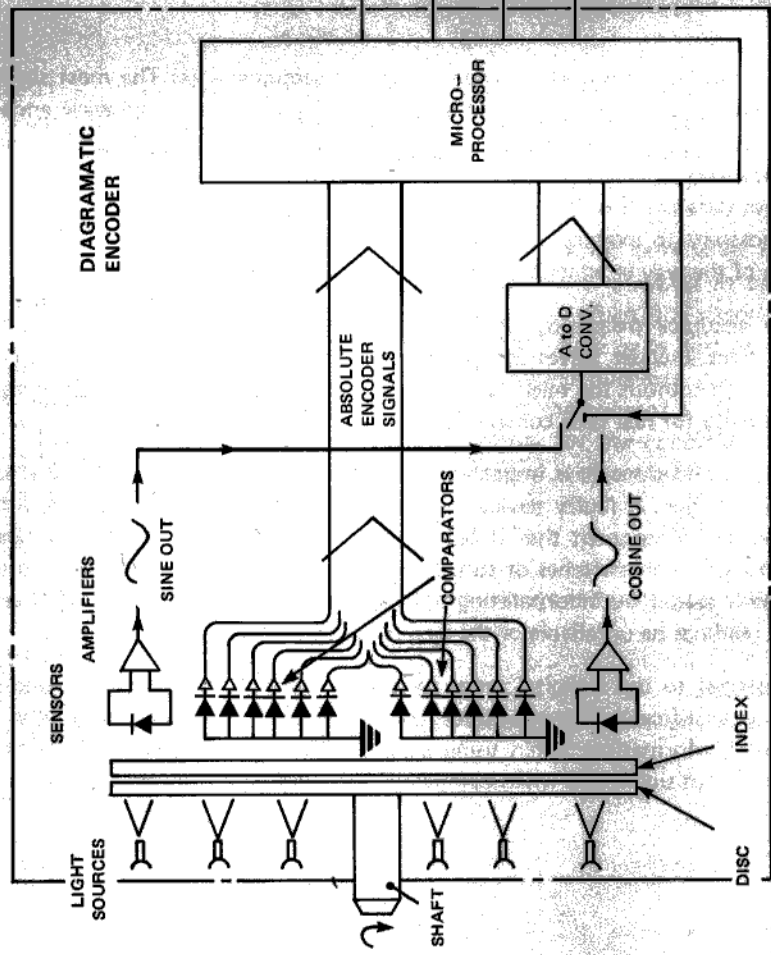 DIAGRAMATIC
ENCODER
MICRO–
PROCESSOR
ABSOLUTE
ENCODER
SIGNALS
A to D
CONV.
SENSORS
AMPLIFIERS
SINE OUT
COMPARATORS
COSINE OUT
LIGHT
SOURCES
SHAFT
DISC
INDEX